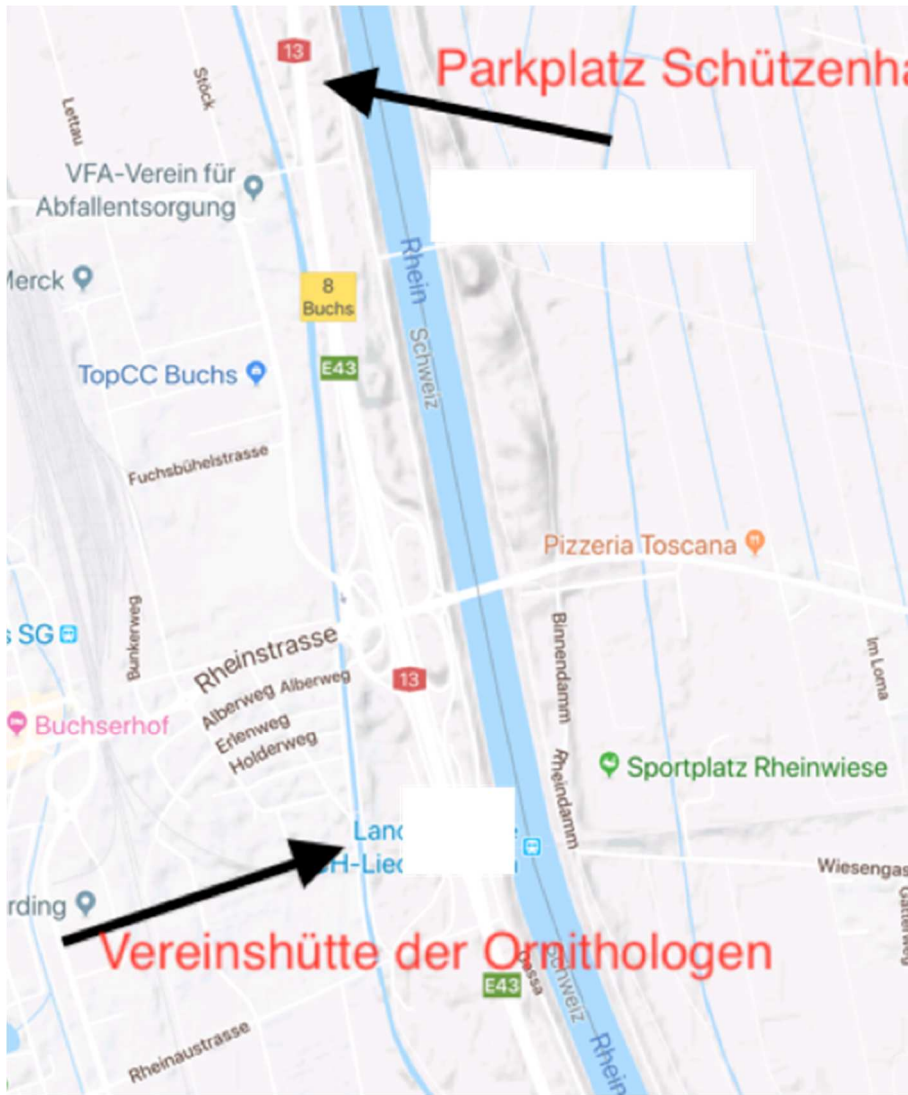 13
Parkplatz Schützenha
Lettau
Stöck
VFA-Verein für
Abfallentsorgung
Rhein
Merck
8
Buchs
Schweiz
E43
TopCC Buchs
Fuchsbühelstrasse
Pizzeria Toscana
SG
Bunkerweg
Rheinstrasse
Binnendamm
Im Loma
13
Alberweg Alberweg
Erlenweg
Holderweg
Buchserhof
Rheindamm
Sportplatz Rheinwiese
Wiesengas
rding
Vereinshütte der Ornithologen
E43
Schweiz
Rheinaustrasse
Rhein